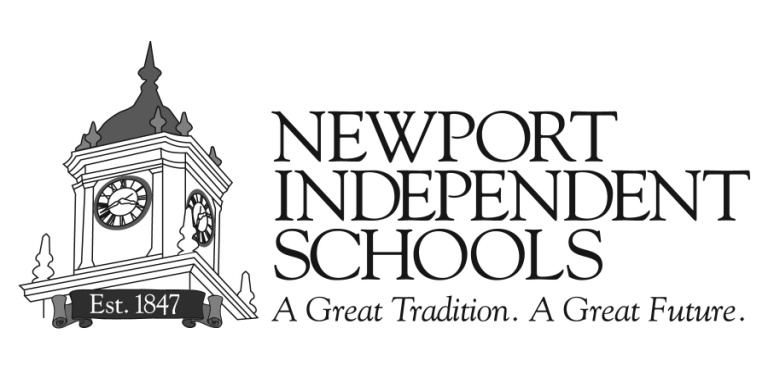 NEWPORT
INDEPENDENT
SCHOOLS
A Great Tradition. A Great Future.
Est. 1847